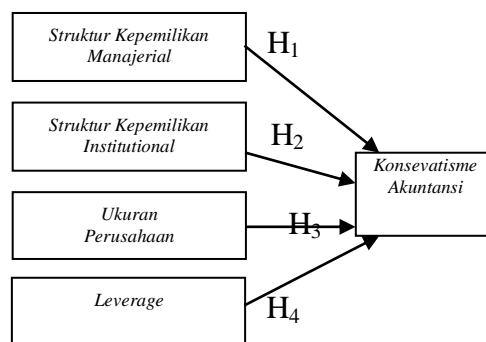 Struktur Kepemilikan
Manajerial
H1
Struktur Kepemilikan
Institutional
H2
Konsevatisme
Akuntansi
Ukuran
Perusahaan
H3
Leverage
H4